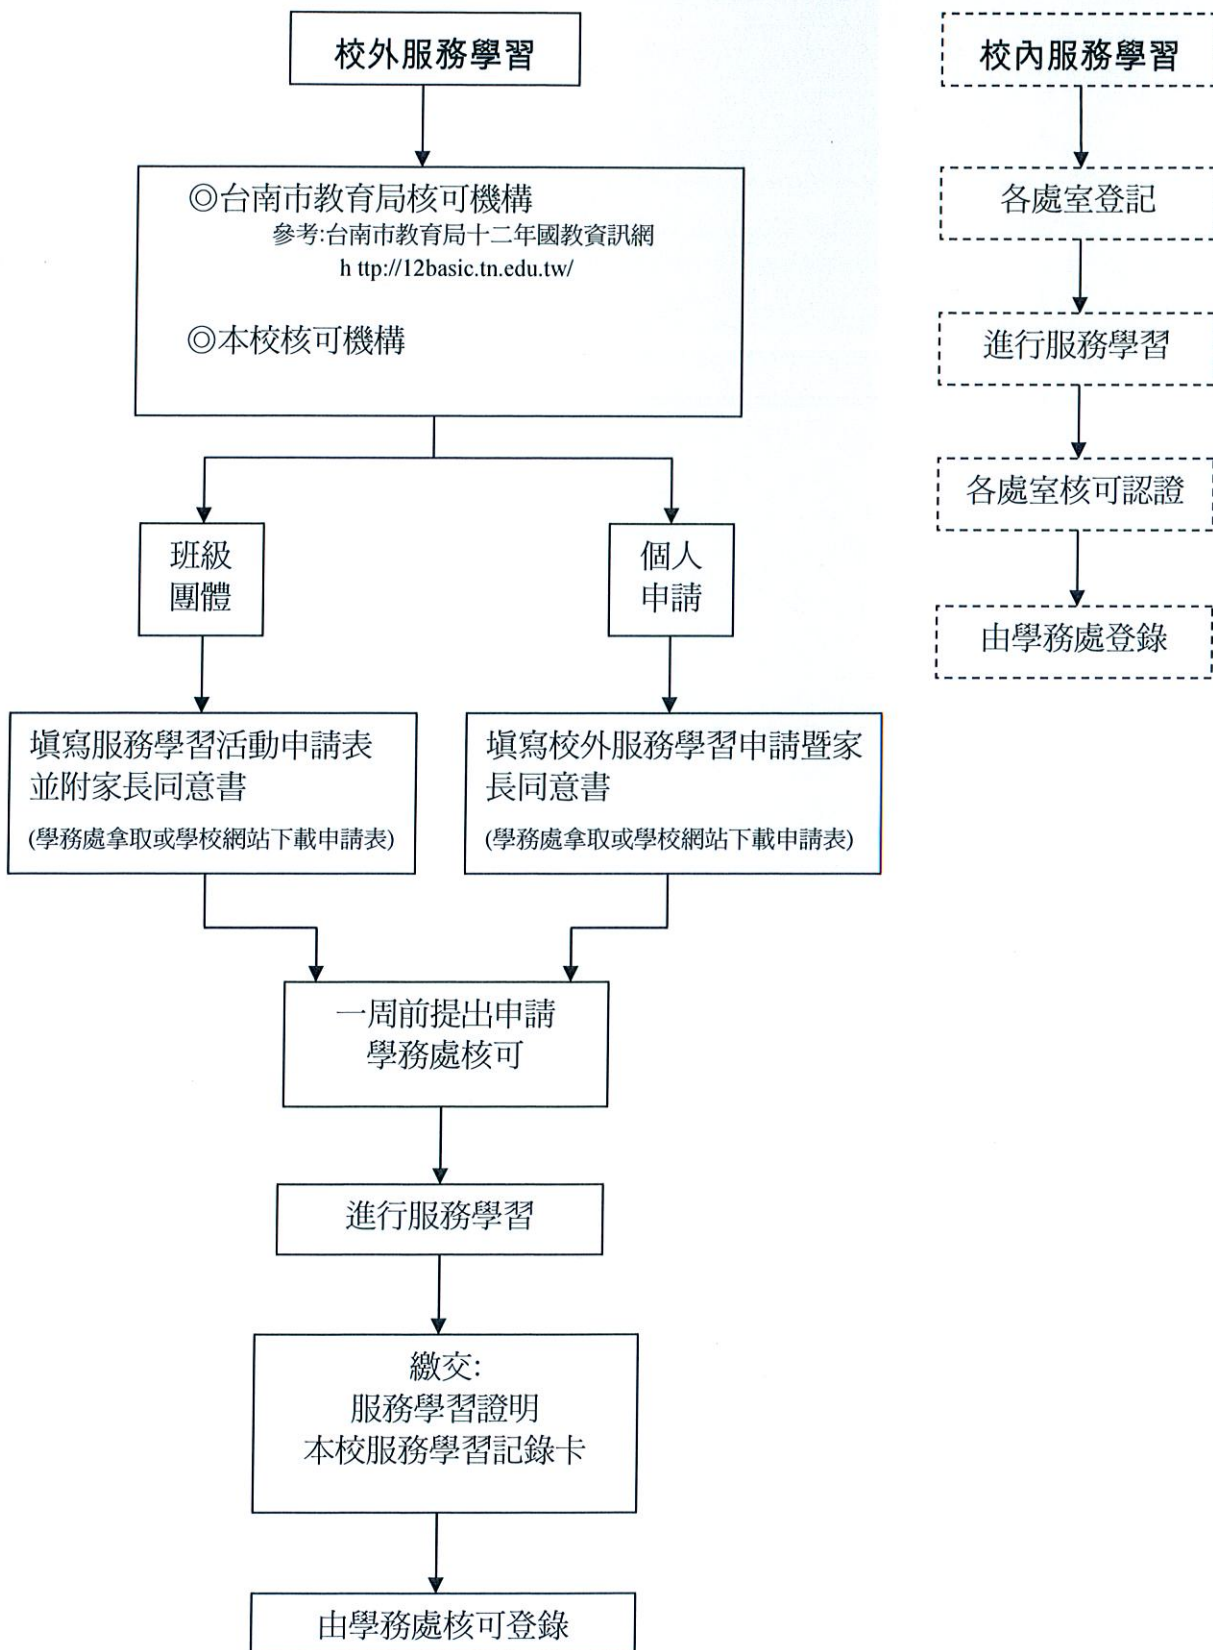 校外服務學習
◎台南市教育局核可機構
參考:台南市教育局十二年國教資訊網
h ttp://12basic.tn.edu.tw/
◎本校核可機構
班級
團體
個人
申請
填寫服務學習活動申請表
並附家長同意書
(學務處拿取或學校網站下載申請表)
填寫校外服務學習申請暨家
長同意書
(學務處拿取或學校網站下載申請表)
一周前提出申請
學務處核可
進行服務學習
繳交:
服務學習證明
本校服務學習記錄卡
由學務處核可登錄
校內服務學習
各處室登記
進行服務學習
各處室核可認證
由學務處登錄